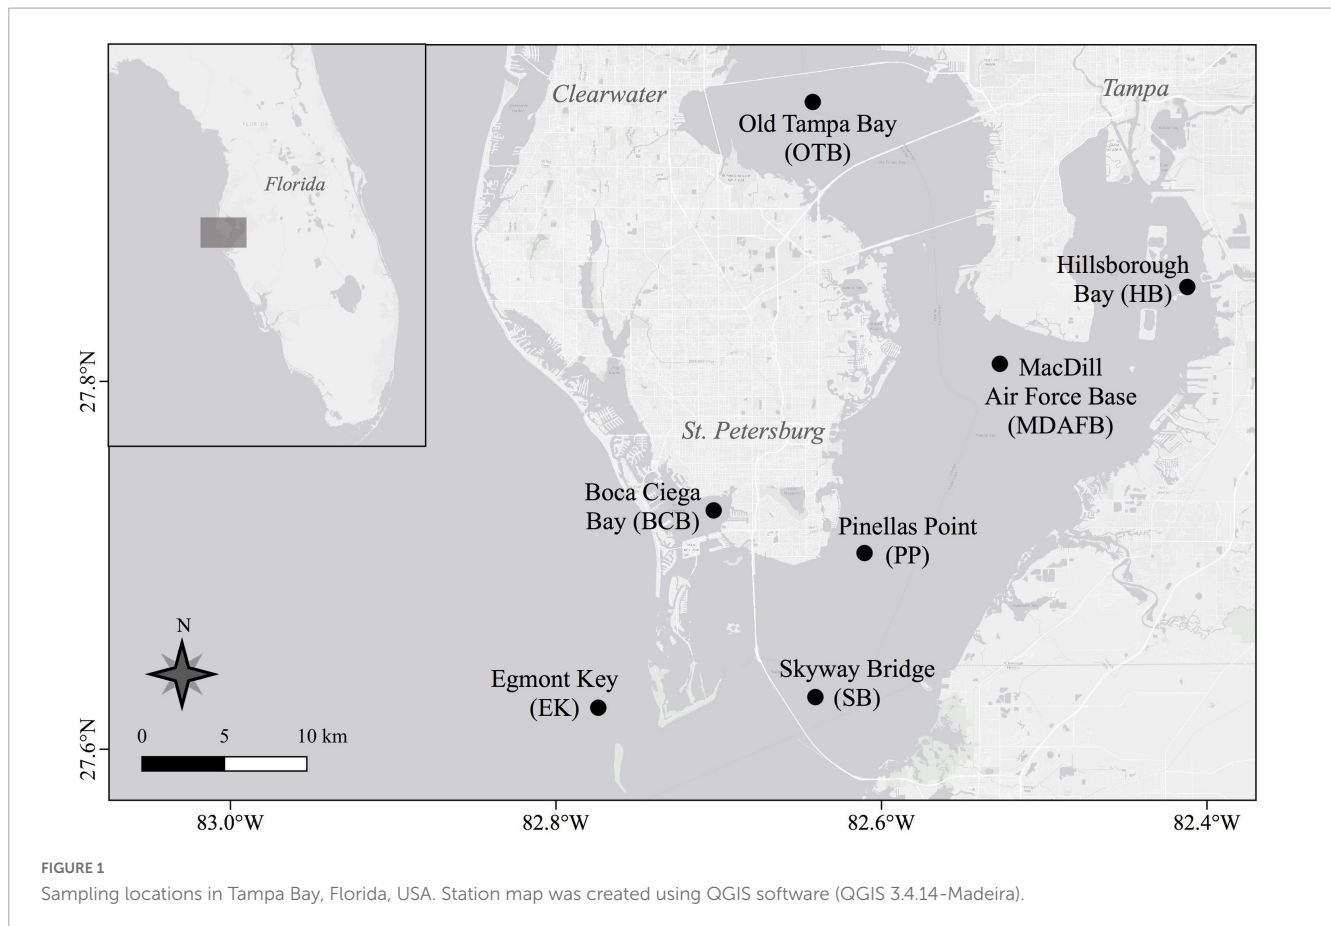 Clearwater
Tampa
Old Tampa Bay
(OTB)
FLORIDA
Florida
Hillsborough
Bay (HB)
27.8°N
MacDill
Air Force Base
(MDAFB)
St. Petersburg
Boca Ciega
Bay (BCB)
Pinellas Point
(PP)
N
Egmont Key
(EK)
Skyway Bridge
(SB)
0 5 10 km
27.6°N
83.0°W 82.8°W 82.6°W 82.4°W
FIGURE 1
Sampling locations in Tampa Bay, Florida, USA. Station map was created using QGIS software (QGIS 3.4.14-Madeira).